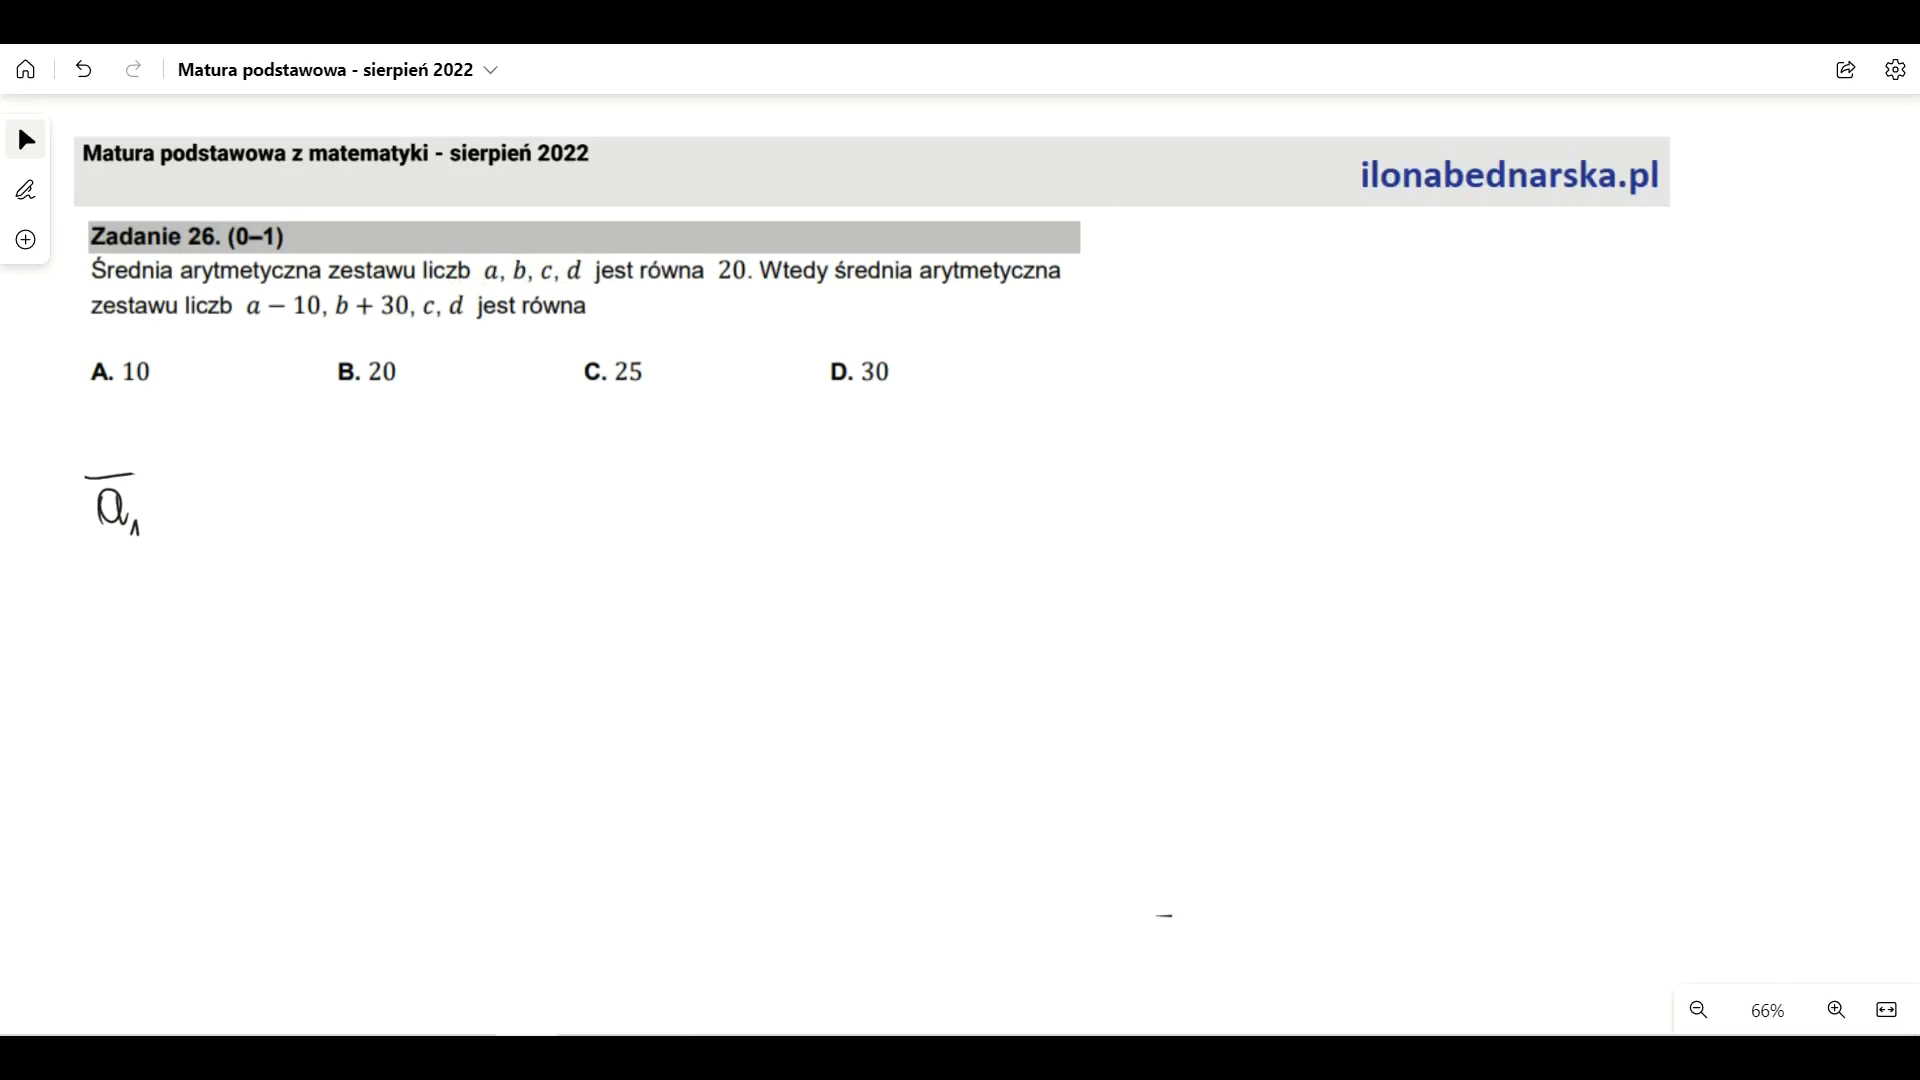 Matura podstawowa - sierpień 2022
Matura podstawowa z matematyki - sierpień 2022
ilonabednarska.pl
Zadanie 26. (0–1)
Średnia arytmetyczna zestawu liczb a, b, c, d jest równa 20. Wtedy średnia arytmetyczna
zestawu liczb a − 10, b + 30, c, d jest równa
A. 10 B. 20 C. 25 D. 30
a̅₁
66%